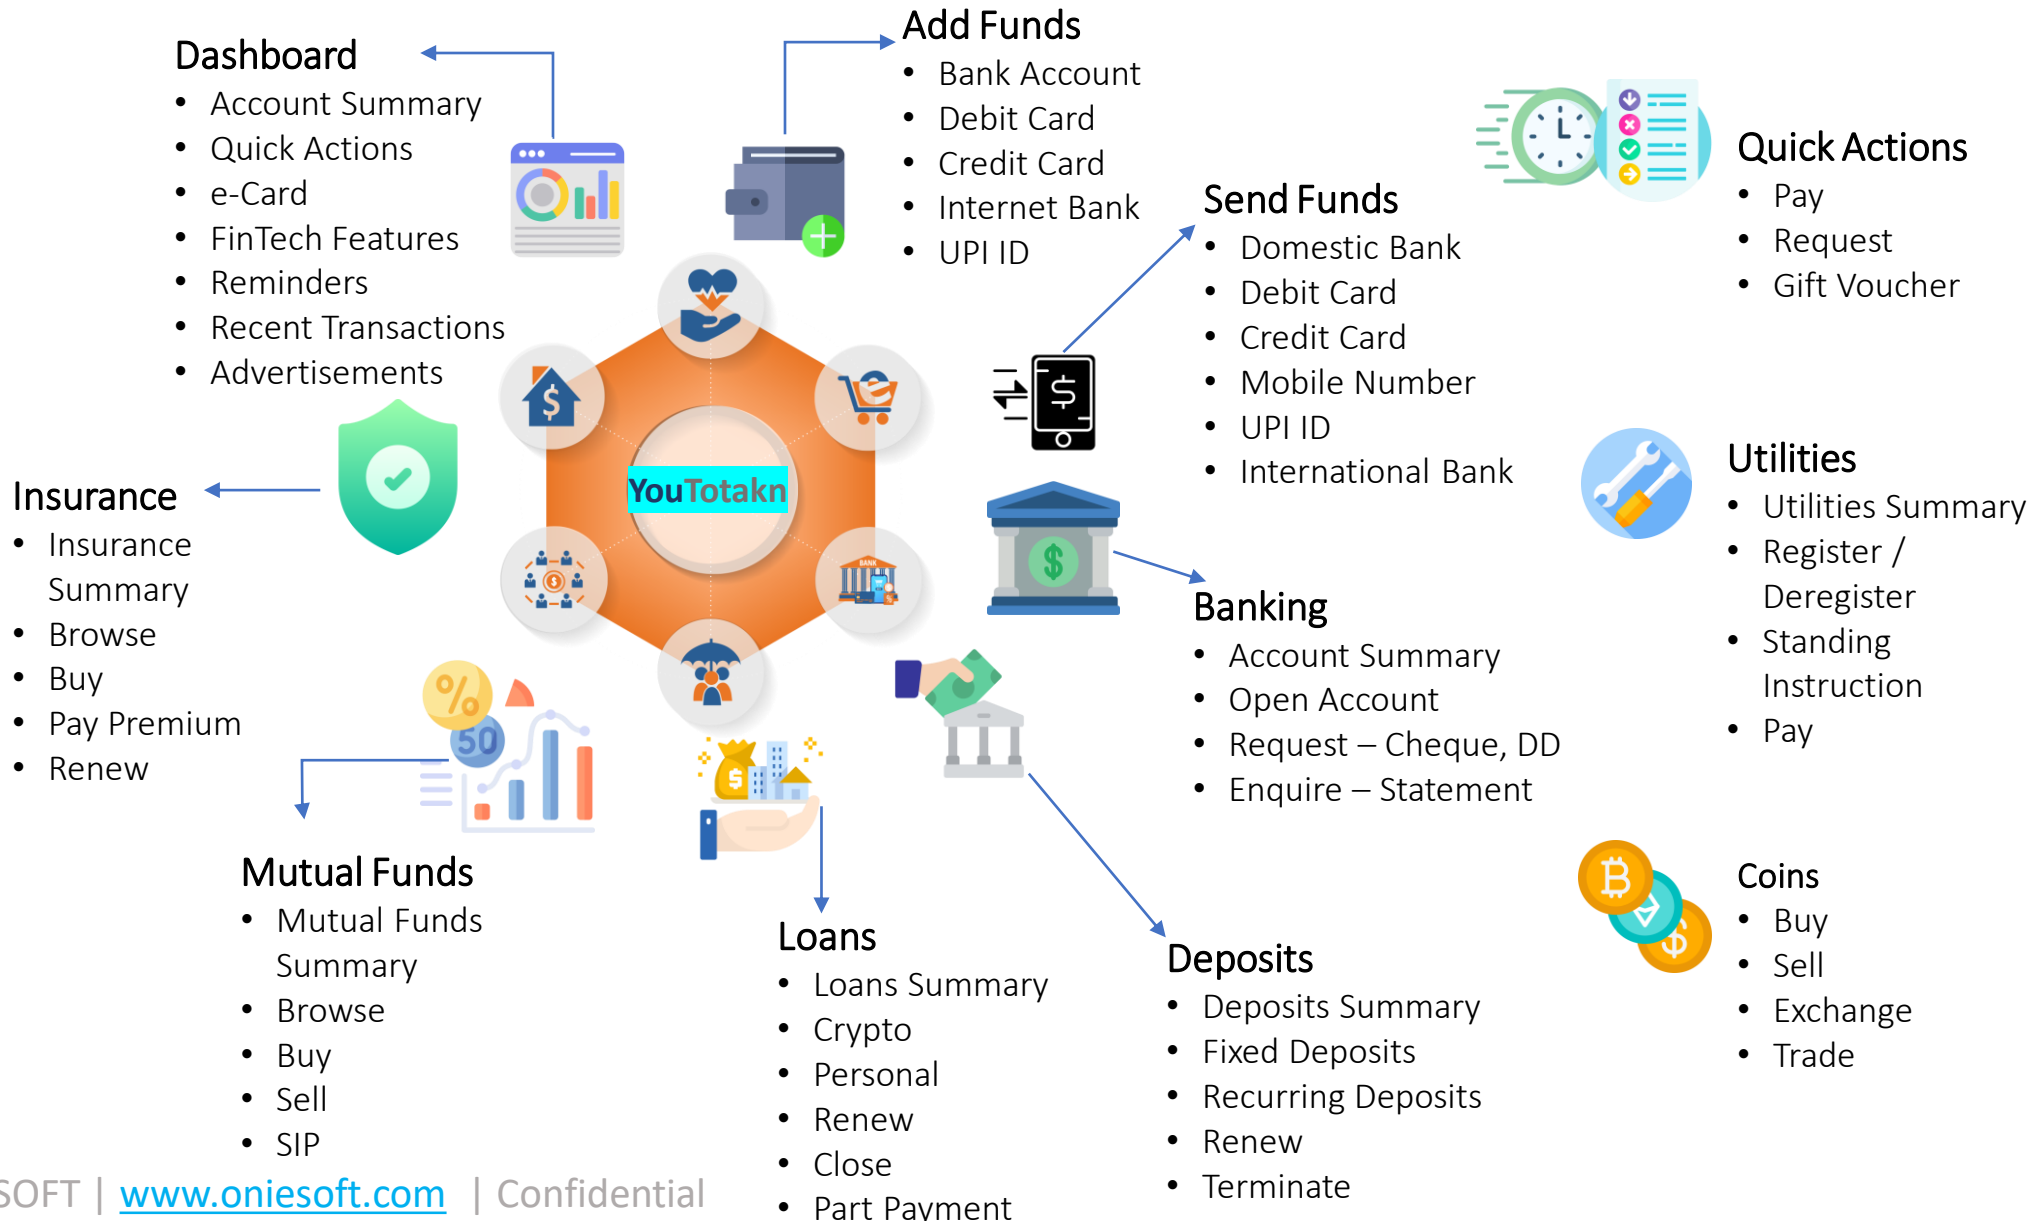 Dashboard
• Account Summary
• Quick Actions
• e-Card
• FinTech Features
• Reminders
• Recent Transactions
• Advertisements
Add Funds
• Bank Account
• Debit Card
• Credit Card
• Internet Bank
• UPI ID
Send Funds
• Domestic Bank
• Debit Card
• Credit Card
• Mobile Number
• UPI ID
• International Bank
Quick Actions
• Pay
• Request
• Gift Voucher
YouTotakn
BANK
Insurance
• Insurance
Summary
• Browse
• Buy
• Pay Premium
• Renew
Banking
• Account Summary
• Open Account
• Request – Cheque, DD
• Enquire – Statement
Utilities
• Utilities Summary
• Register /
Deregister
• Standing
Instruction
• Pay
%
50
Mutual Funds
• Mutual Funds
Summary
• Browse
• Buy
• Sell
• SIP
Loans
• Loans Summary
• Crypto
• Personal
• Renew
• Close
• Part Payment
Deposits
• Deposits Summary
• Fixed Deposits
• Recurring Deposits
• Renew
• Terminate
Coins
• Buy
• Sell
• Exchange
• Trade
SOFT | www.oniesoft.com | Confidential